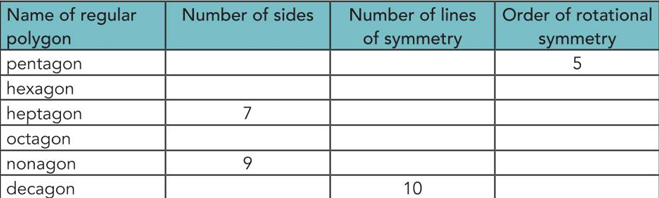 Name of regular polygon | Number of sides | Number of lines of symmetry | Order of rotational symmetry
pentagon | | | 5
hexagon | | |
heptagon | 7 | |
octagon | | |
nonagon | 9 | |
decagon | | 10 |